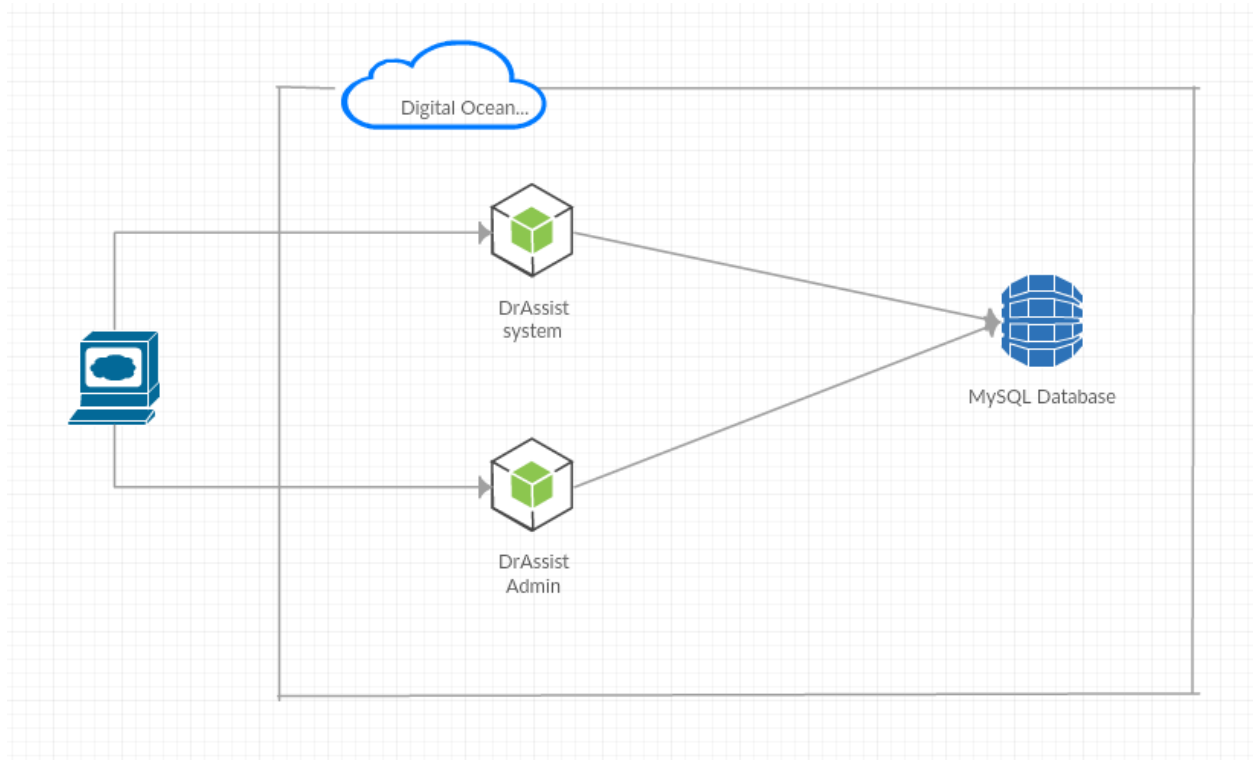 Digital Ocean...
DrAssist
system
MySQL Database
DrAssist
Admin